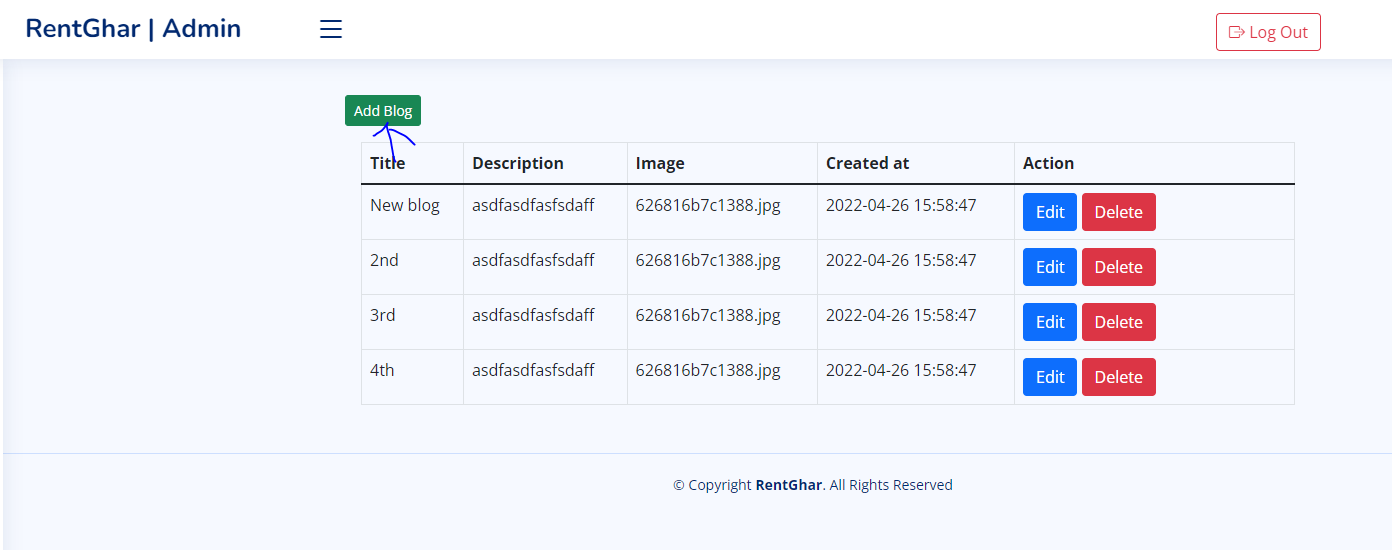 RentGhar | Admin
Log Out
Add Blog
Title Description Image Created at Action
New blog asdfasdfasfsdaff 626816b7c1388.jpg 2022-04-26 15:58:47 Edit Delete
2nd asdfasdfasfsdaff 626816b7c1388.jpg 2022-04-26 15:58:47 Edit Delete
3rd asdfasdfasfsdaff 626816b7c1388.jpg 2022-04-26 15:58:47 Edit Delete
4th asdfasdfasfsdaff 626816b7c1388.jpg 2022-04-26 15:58:47 Edit Delete
© Copyright RentGhar. All Rights Reserved